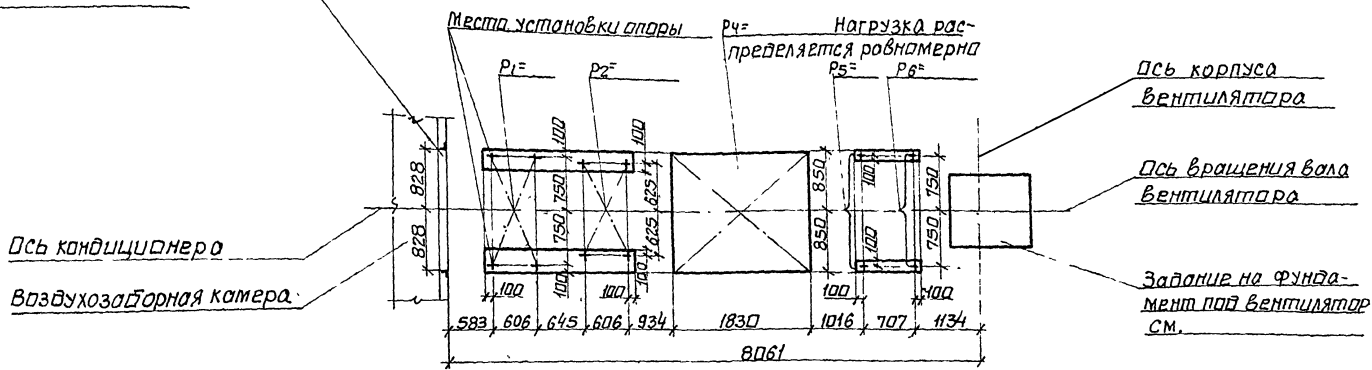 Места установки опоры
P4= Нагрузка рас-
пределяется равномерно
P1=
P2=
P5=
P6=
Ось корпуса
вентилятора
Ось вращения вала
вентилятора
Ось кондиционера
Воздухозаборная камера
Задание на фунда-
мент под вентилятор
см.
828
828
100
750
750
100
100
625
625
100
850
850
100
100
750
750
100
100
100
100
583
606
645
606
934
1830
1016
707
1134
8061